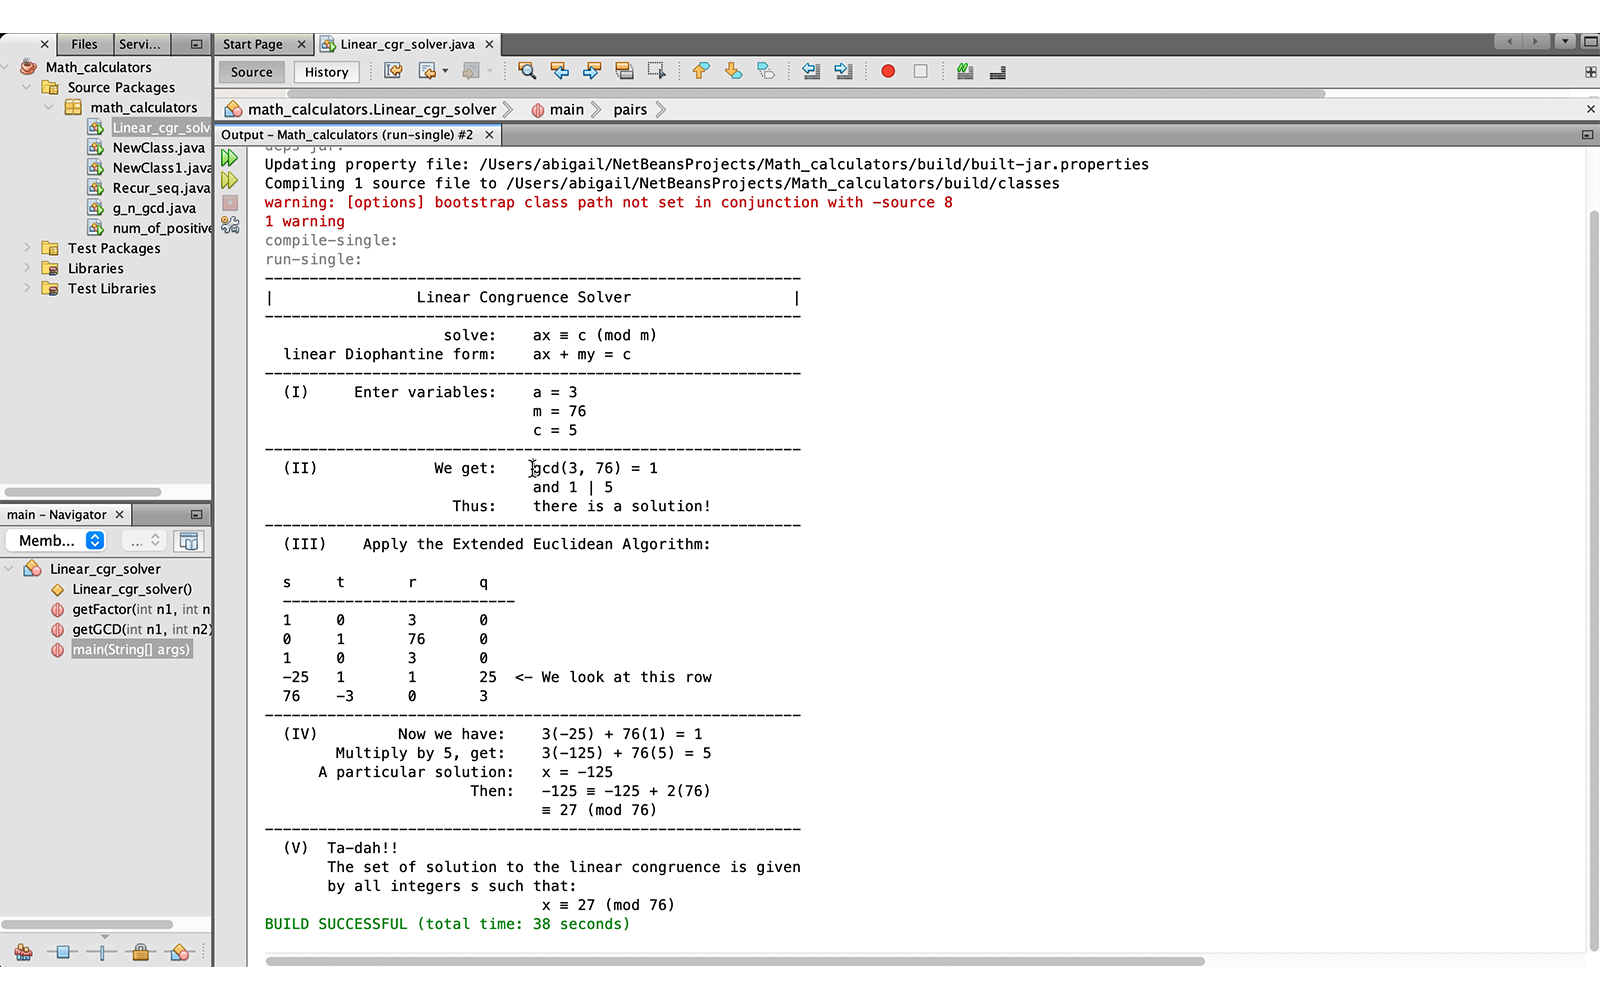 Files
Servi...
Start Page
Linear_cgr_solver.java
Source
History
math_calculators.Linear_cgr_solver
main
pairs
Math_calculators
Source Packages
math_calculators
Linear_cgr_solv
NewClass.java
NewClass1.java
Recur_seq.java
g_n_gcd.java
num_of_positive
Test Packages
Libraries
Test Libraries
main – Navigator
Memb...
...
Linear_cgr_solver
Linear_cgr_solver()
getFactor(int n1, int n
getGCD(int n1, int n2)
main(String[] args)
Output – Math_calculators (run-single) #2
deps-jar:
Updating property file: /Users/abigail/NetBeansProjects/Math_calculators/build/built-jar.properties
Compiling 1 source file to /Users/abigail/NetBeansProjects/Math_calculators/build/classes
warning: [options] bootstrap class path not set in conjunction with -source 8
1 warning
compile-single:
run-single:
------------------------------------------------------------
| Linear Congruence Solver |
------------------------------------------------------------
solve: ax ≡ c (mod m)
linear Diophantine form: ax + my = c
------------------------------------------------------------
(I) Enter variables: a = 3
m = 76
c = 5
------------------------------------------------------------
(II) We get: gcd(3, 76) = 1
and 1 | 5
Thus: there is a solution!
------------------------------------------------------------
(III) Apply the Extended Euclidean Algorithm:
s t r q
--------------------------
1 0 3 0
0 1 76 0
1 0 3 0
-25 1 1 25 <- We look at this row
76 -3 0 3
------------------------------------------------------------
(IV) Now we have: 3(-25) + 76(1) = 1
Multiply by 5, get: 3(-125) + 76(5) = 5
A particular solution: x = -125
Then: -125 ≡ -125 + 2(76)
≡ 27 (mod 76)
------------------------------------------------------------
(V) Ta-dah!!
The set of solution to the linear congruence is given
by all integers s such that:
x ≡ 27 (mod 76)
BUILD SUCCESSFUL (total time: 38 seconds)